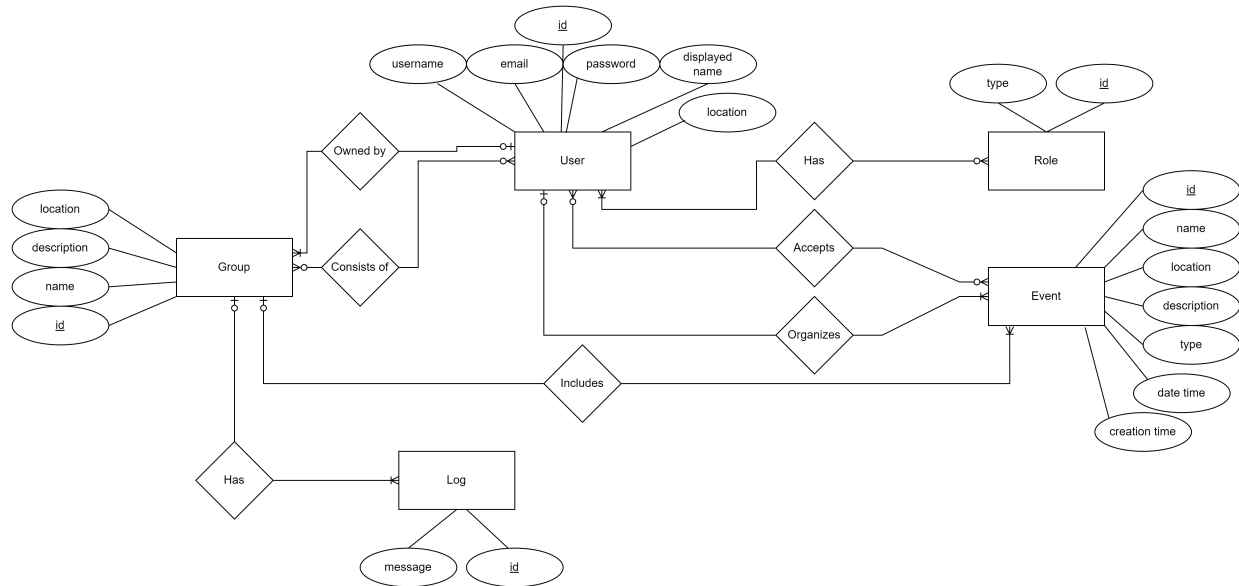 id
username
email
password
displayed
name
location
type
id
Owned by
User
Has
Role
id
location
description
name
id
Group
Consists of
Accepts
Event
name
location
description
type
date time
creation time
Organizes
Includes
Has
Log
message
id